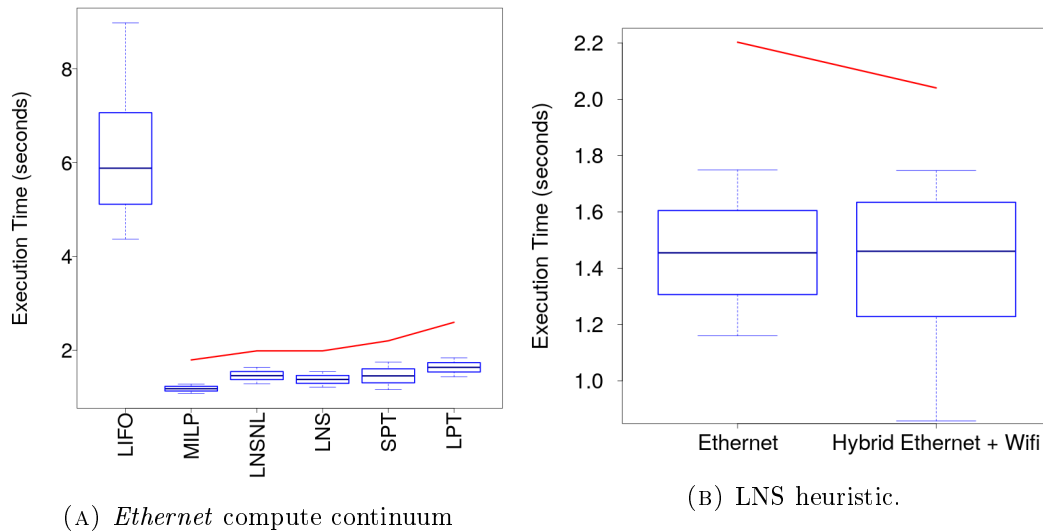 Execution Time (seconds)
8
6
4
2
LIFO
MILP
LNSNL
LNS
SPT
LPT
(A) Ethernet compute continuum
Execution Time (seconds)
2.2
2.0
1.8
1.6
1.4
1.2
1.0
Ethernet
Hybrid Ethernet + Wifi
(B) LNS heuristic.